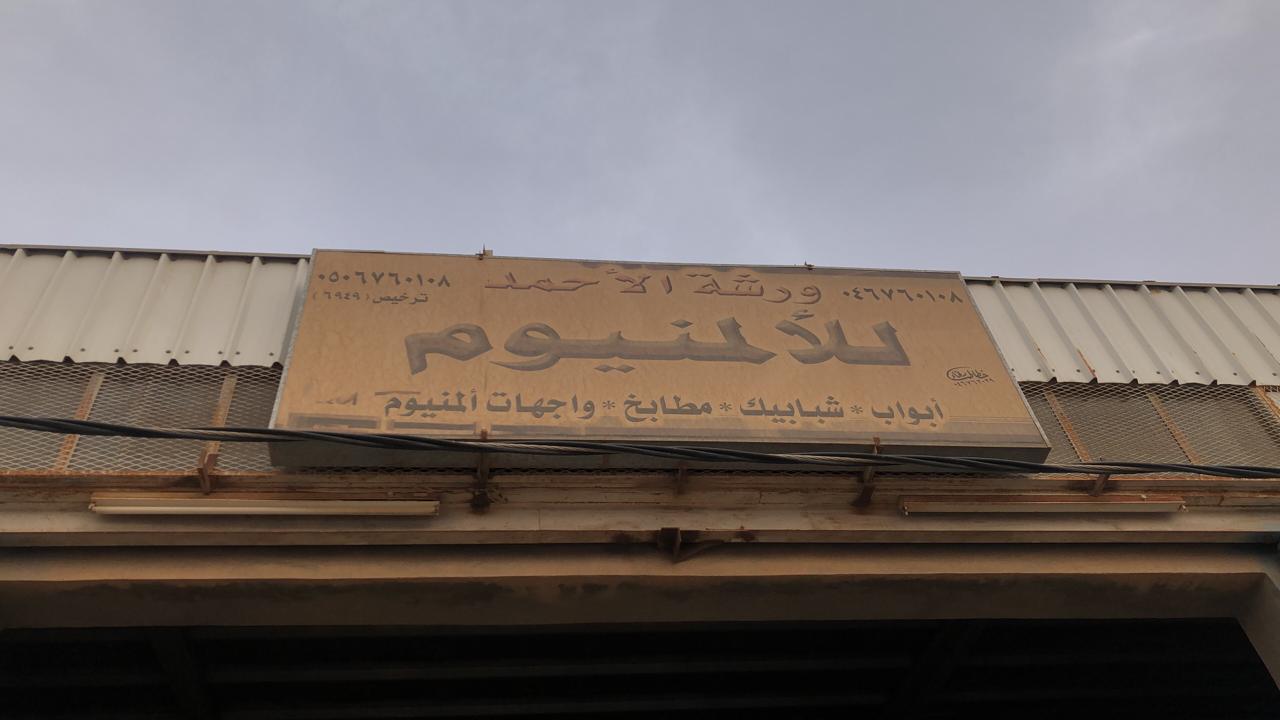 ورشة الأحمد
للألمنيوم
أبواب * شبابيك * مطابخ * واجهات ألمنيوم
٠٤٦٧٦٠١٠٨
٠٥٠٦٧٦٠١٠٨
ترخيص ( ٦٩٤٩ )